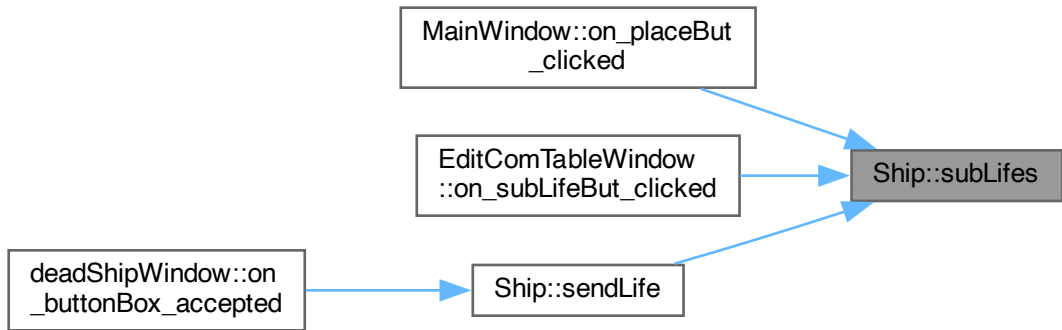 MainWindow::on_placeBut
_clicked
EditComTableWindow
::on_subLifeBut_clicked
Ship::subLifes
deadShipWindow::on
_buttonBox_accepted
Ship::sendLife